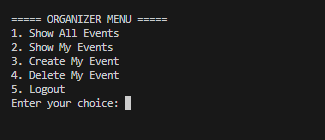 ===== ORGANIZER MENU =====
1. Show All Events
2. Show My Events
3. Create My Event
4. Delete My Event
5. Logout
Enter your choice: